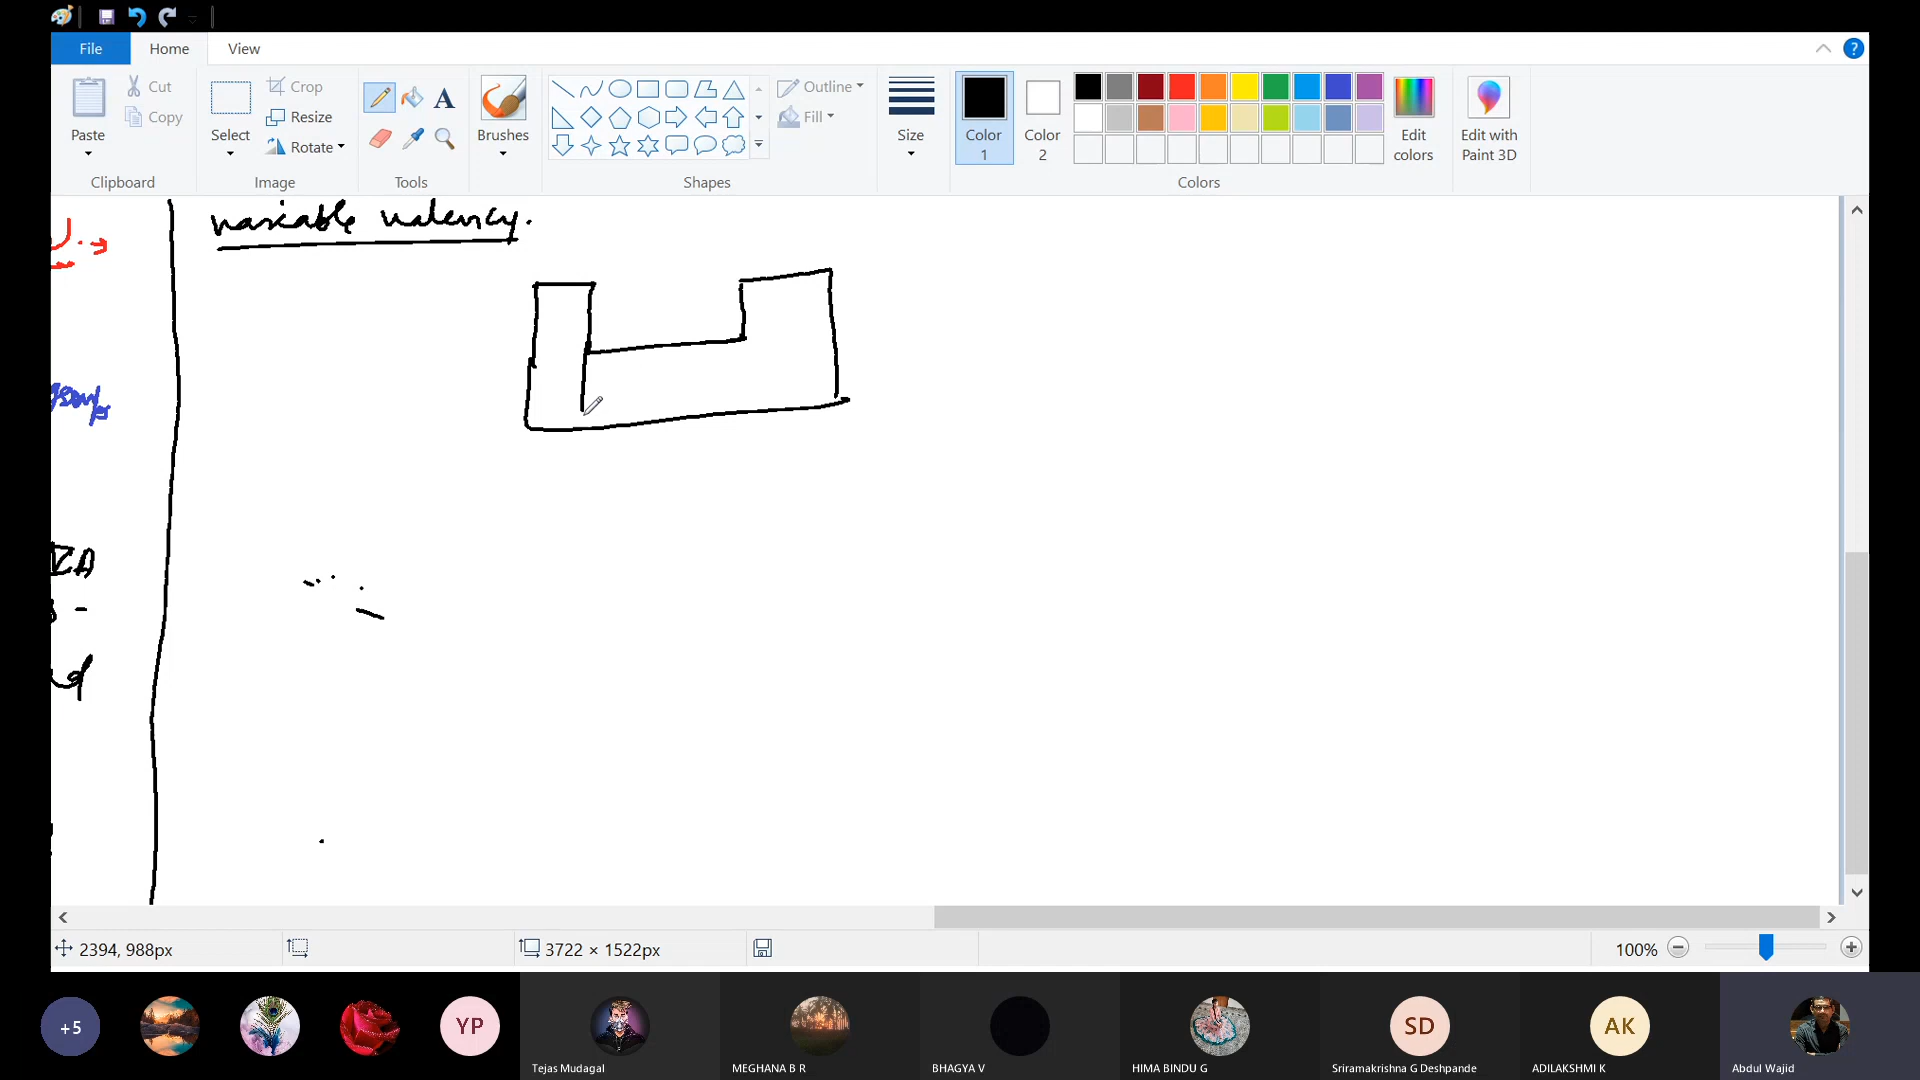 File Home View
Paste Cut Copy Clipboard
Select Crop Resize Rotate Image
A Tools
Brushes
Shapes
Outline Fill
Size
Color 1
Color 2
Edit colors
Colors
Edit with Paint 3D
?
variable valency.
VA
2394, 988px
3722 × 1522px
100%
+5
YP
SD
AK
Tejas Mudagal
MEGHANA B R
BHAGYA V
HIMA BINDU G
Sriramakrishna G Deshpande
ADILAKSHMI K
Abdul Wajid